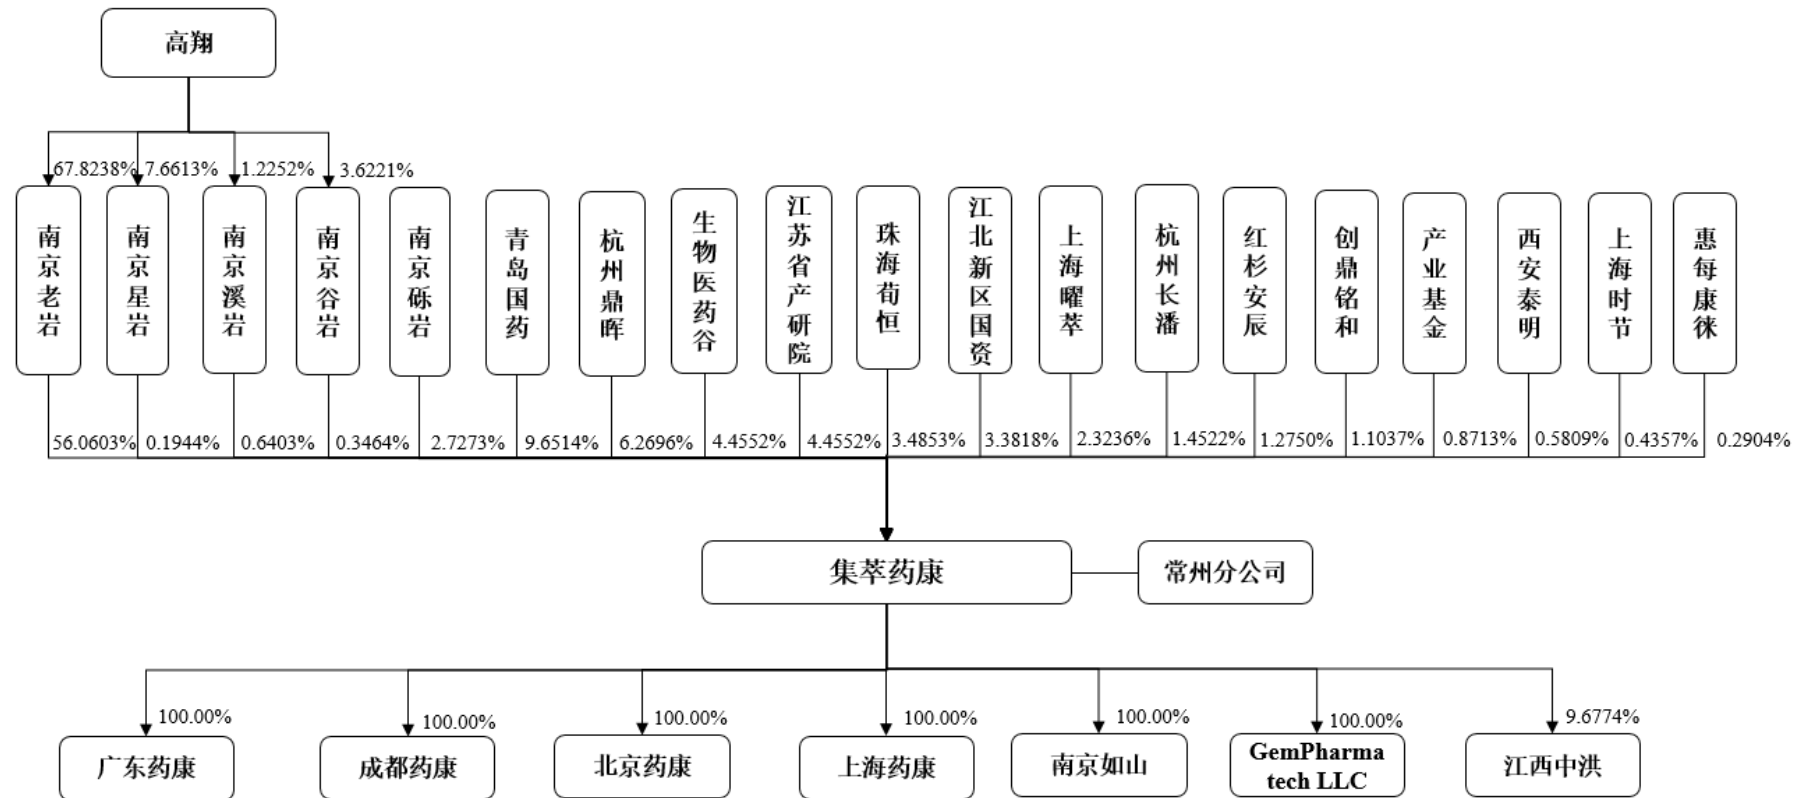 高翔
67.8238% 7.6613% 1.2252% 3.6221%
南京老岩
南京星岩
南京溪岩
南京谷岩
南京砾岩
青岛国药
杭州鼎晖
生物医药谷
江苏省产研院
珠海荀恒
江北新区国资
上海曜萃
杭州长潘
红杉安辰
创鼎铭和
产业基金
西安泰明
上海时节
惠每康徕
56.0603% 0.1944% 0.6403% 0.3464% 2.7273% 9.6514% 6.2696% 4.4552% 4.4552% 3.4853% 3.3818% 2.3236% 1.4522% 1.2750% 1.1037% 0.8713% 0.5809% 0.4357% 0.2904%
集萃药康
常州分公司
100.00% 100.00% 100.00% 100.00% 100.00% 100.00% 9.6774%
广东药康
成都药康
北京药康
上海药康
南京如山
GemPharma
tech LLC
江西中洪